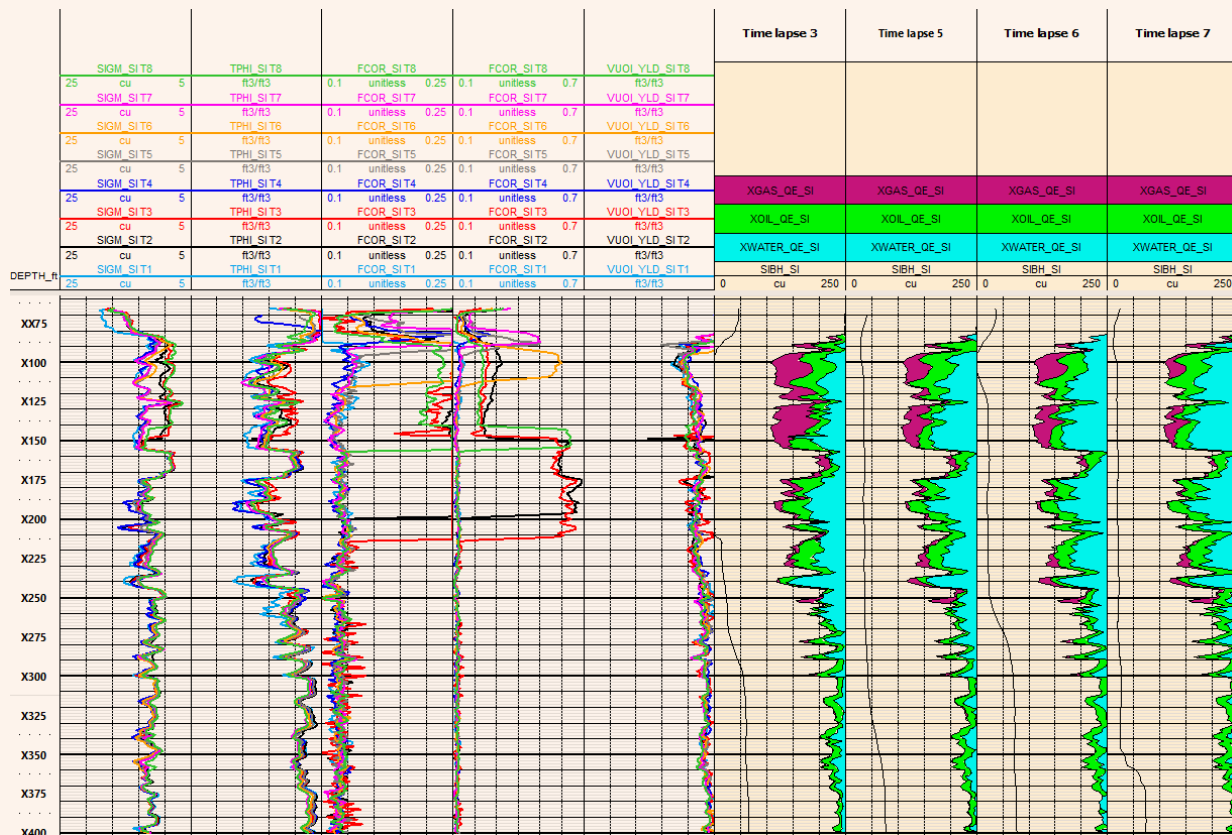 Time lapse 3 Time lapse 5 Time lapse 6 Time lapse 7
SIGM_SIT8 TPHI_SIT8 FCOR_SIT8 FCOR_SIT8 VUOI_YLD_SIT8
25 cu 5 ft3/ft3 0.1 unitless 0.25 0.1 unitless 0.7 ft3/ft3
SIGM_SIT7 TPHI_SIT7 FCOR_SIT7 FCOR_SIT7 VUOI_YLD_SIT7
25 cu 5 ft3/ft3 0.1 unitless 0.25 0.1 unitless 0.7 ft3/ft3
SIGM_SIT6 TPHI_SIT6 FCOR_SIT6 FCOR_SIT6 VUOI_YLD_SIT6
25 cu 5 ft3/ft3 0.1 unitless 0.25 0.1 unitless 0.7 ft3/ft3
SIGM_SIT5 TPHI_SIT5 FCOR_SIT5 FCOR_SIT5 VUOI_YLD_SIT5
25 cu 5 ft3/ft3 0.1 unitless 0.25 0.1 unitless 0.7 ft3/ft3
SIGM_SIT4 TPHI_SIT4 FCOR_SIT4 FCOR_SIT4 VUOI_YLD_SIT4 XGAS_QE_SI XGAS_QE_SI XGAS_QE_SI XGAS_QE_SI
25 cu 5 ft3/ft3 0.1 unitless 0.25 0.1 unitless 0.7 ft3/ft3
SIGM_SIT3 TPHI_SIT3 FCOR_SIT3 FCOR_SIT3 VUOI_YLD_SIT3 XOIL_QE_SI XOIL_QE_SI XOIL_QE_SI XOIL_QE_SI
25 cu 5 ft3/ft3 0.1 unitless 0.25 0.1 unitless 0.7 ft3/ft3
SIGM_SIT2 TPHI_SIT2 FCOR_SIT2 FCOR_SIT2 VUOI_YLD_SIT2 XWATER_QE_SI XWATER_QE_SI XWATER_QE_SI XWATER_QE_SI
25 cu 5 ft3/ft3 0.1 unitless 0.25 0.1 unitless 0.7 ft3/ft3
DEPTH_ft SIGM_SIT1 TPHI_SIT1 FCOR_SIT1 FCOR_SIT1 VUOI_YLD_SIT1 SIBH_SI SIBH_SI SIBH_SI SIBH_SI
25 cu 5 ft3/ft3 0.1 unitless 0.25 0.1 unitless 0.7 ft3/ft3 0 cu 250 0 cu 250 0 cu 250 0 cu 250
XX75
X100
X125
X150
X175
X200
X225
X250
X275
X300
X325
X350
X375
X400